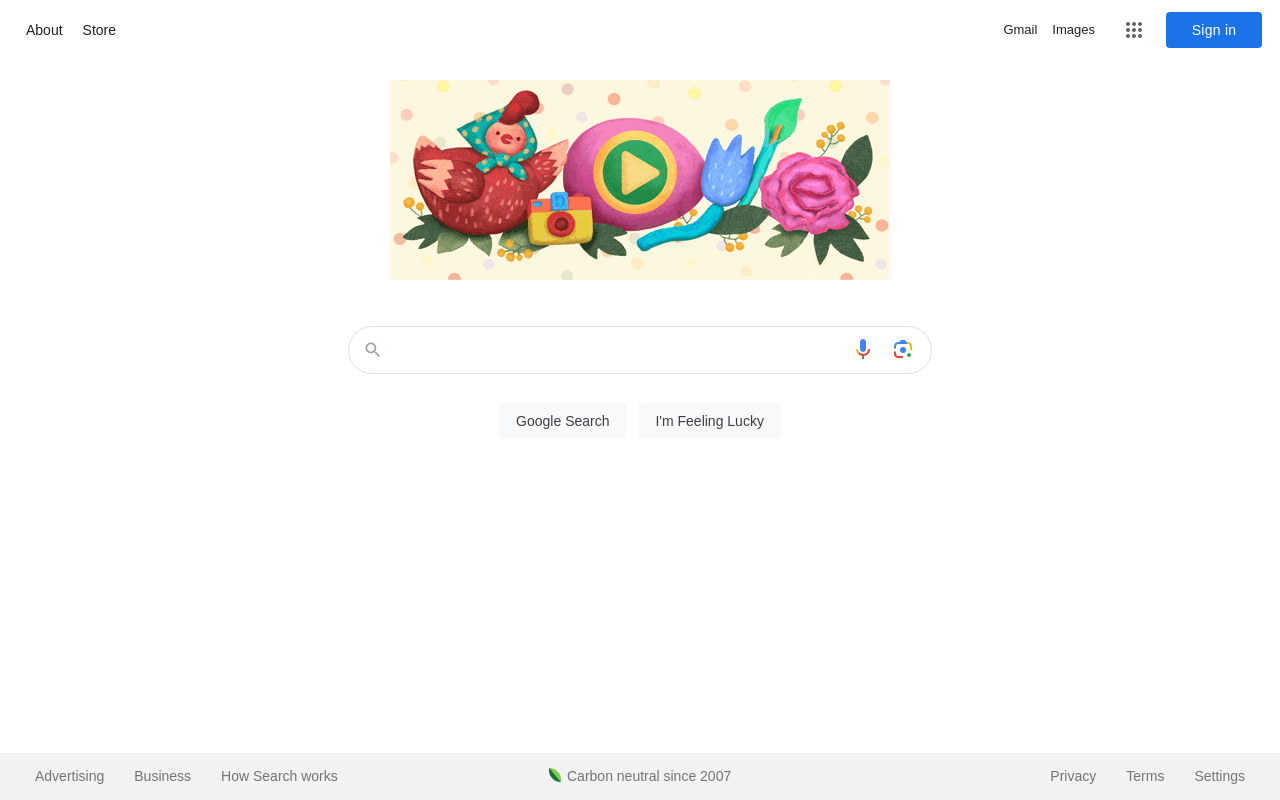 About Store Gmail Images Sign in
Google Search I'm Feeling Lucky
Advertising Business How Search works Carbon neutral since 2007 Privacy Terms Settings